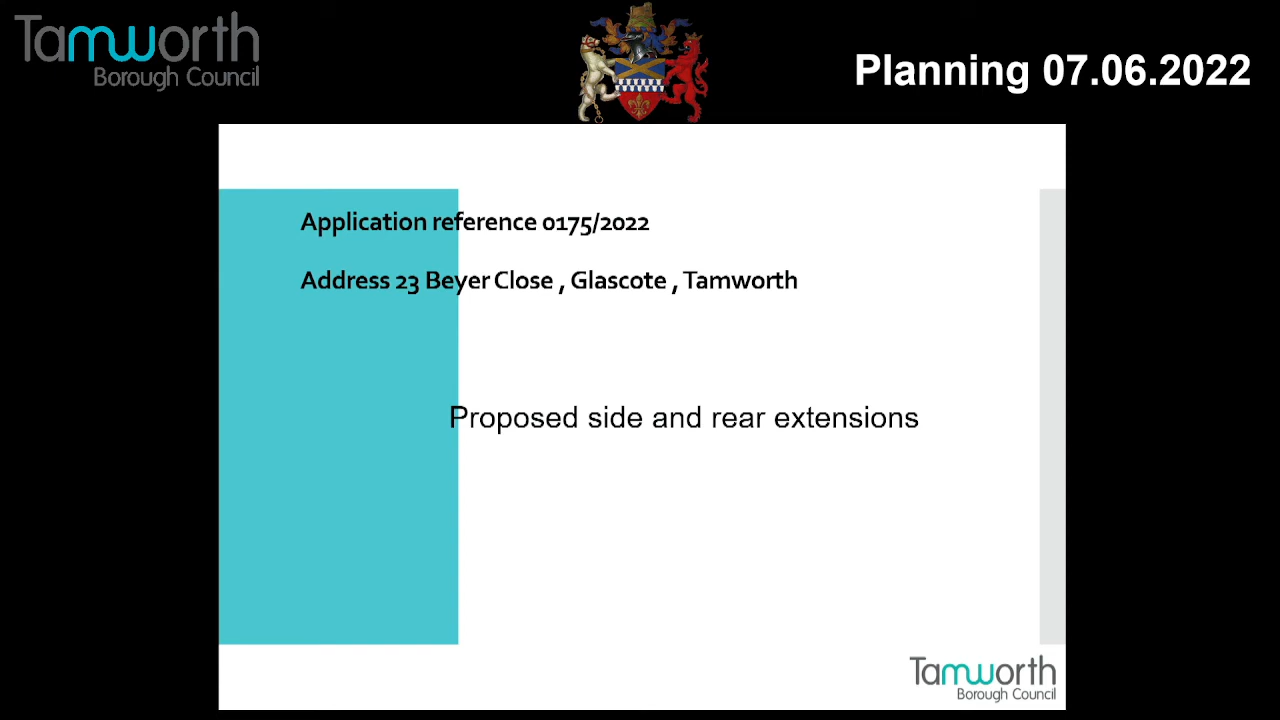 Tamworth
Borough Council
Planning 07.06.2022
Application reference 0175/2022
Address 23 Beyer Close , Glascote , Tamworth
Proposed side and rear extensions
Tamworth
Borough Council